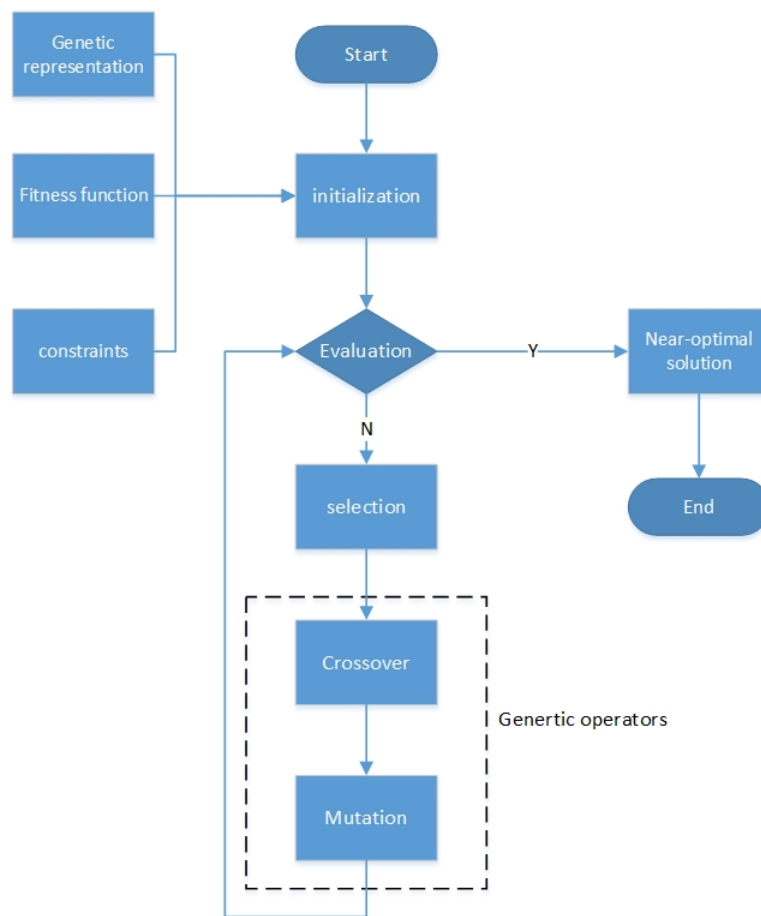 Genetic
representation
Start
Fitness function
initialization
constraints
Evaluation
Y
Near-optimal
solution
N
selection
End
Crossover
Genertic operators
Mutation